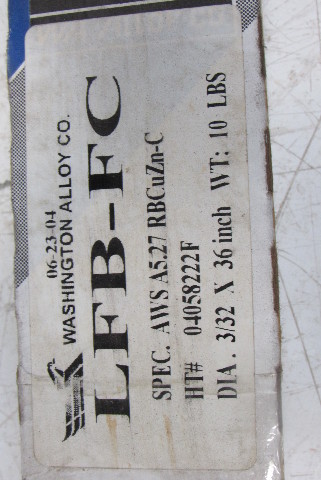 06-23-04
WASHINGTON ALLOY CO.
LFB-FC
SPEC. AWS A5.27 RBCuZn-C
HT# 04058222F
DIA. 3/32 X 36 inch WT: 10 LBS